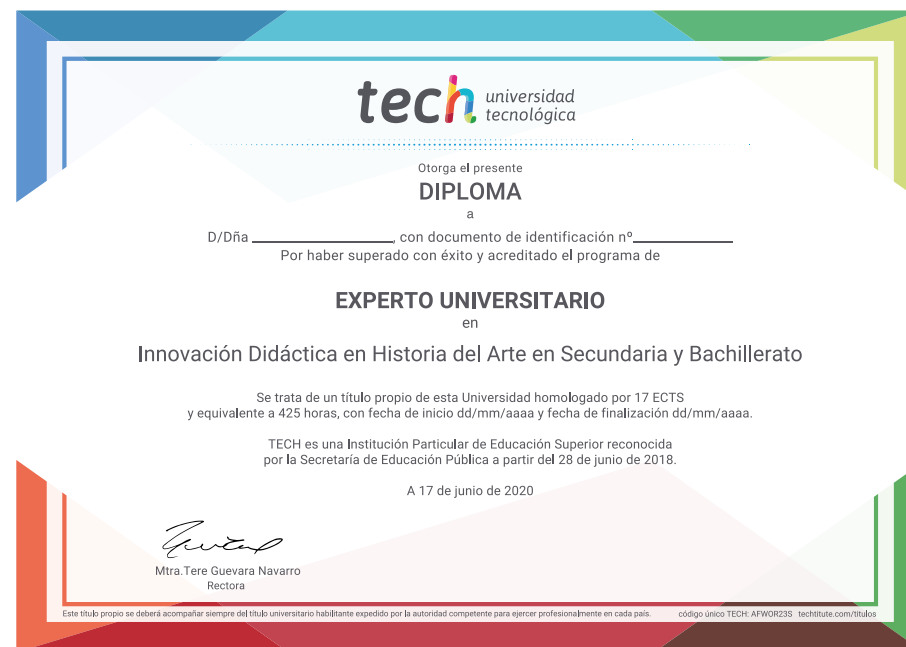 tech universidad
tecnológica
Otorga el presente
DIPLOMA
a
D/Dña ____________________, con documento de identificación nº______________
Por haber superado con éxito y acreditado el programa de
EXPERTO UNIVERSITARIO
en
Innovación Didáctica en Historia del Arte en Secundaria y Bachillerato
Se trata de un título propio de esta Universidad homologado por 17 ECTS
y equivalente a 425 horas, con fecha de inicio dd/mm/aaaa y fecha de finalización dd/mm/aaaa.
TECH es una Institución Particular de Educación Superior reconocida
por la Secretaría de Educación Pública a partir del 28 de junio de 2018.
A 17 de junio de 2020
Mtra.Tere Guevara Navarro
Rectora
Este título propio se deberá acompañar siempre del título universitario habilitante expedido por la autoridad competente para ejercer profesionalmente en cada país. código único TECH: AFWOR23S techtitute.com/titulos